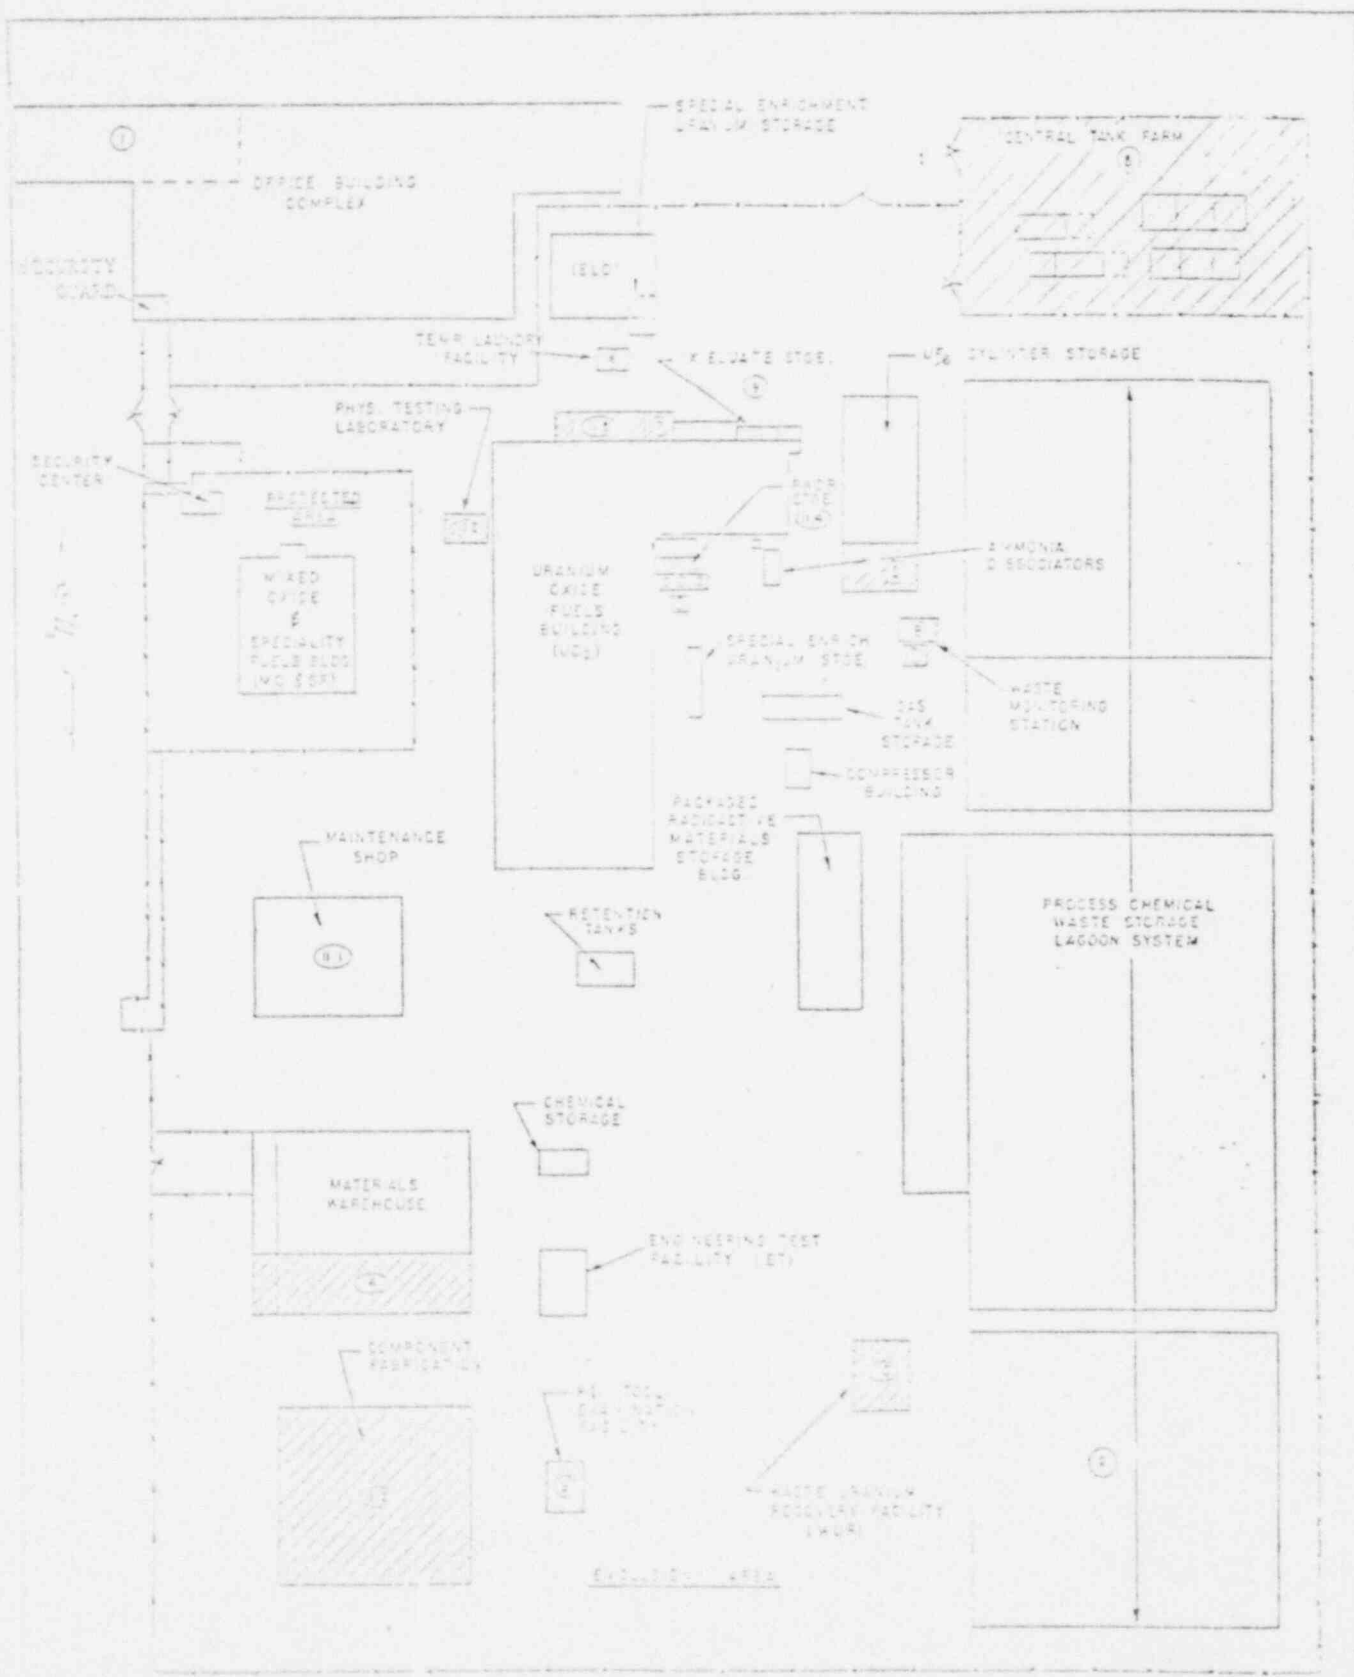 SPECIAL ENRICHMENT
URANIUM STORAGE
CENTRAL TANK FARM
8
OFFICE BUILDING
COMPLEX
SECURITY
GUARD
(ELO)
TEMP. LAUNDRY
FACILITY
UF6 CYLINDER STORAGE
9
PHYS. TESTING
LABORATORY
SECURITY
CENTER
PROTECTED
AREA
AMMONIA
DISSOCIATORS
MIXED
OXIDE
&
SPECIALITY
FUELS BLDG
URANIUM
OXIDE
FUELS
BUILDING
(UO2)
SPECIAL ENRICH
URANIUM STGE
WASTE
MONITORING
STATION
GAS
TANK
STORAGE
COMPRESSOR
BUILDING
PACKAGED
RADIOACTIVE
MATERIALS
STORAGE
BLDG.
MAINTENANCE
SHOP
RETENTION
TANKS
PROCESS CHEMICAL
WASTE STORAGE
LAGOON SYSTEM
CHEMICAL
STORAGE
MATERIALS
WAREHOUSE
ENGINEERING TEST
FACILITY
COMPONENT
FABRICATION
WASTE URANIUM
RECOVERY FACILITY
AREA